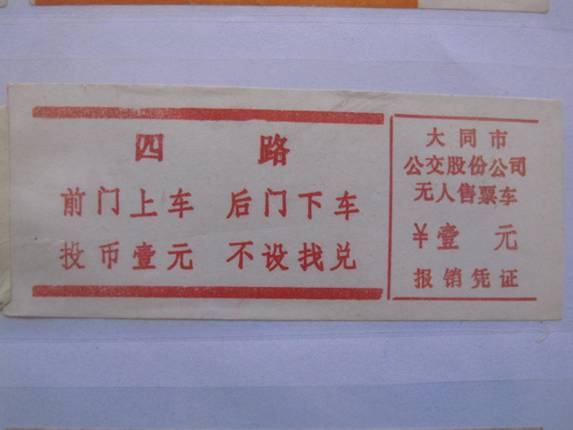 四 路
前门上车 后门下车
投币壹元 不设找兑
大同市
公交股份公司
无人售票车
¥壹 元
报销凭证